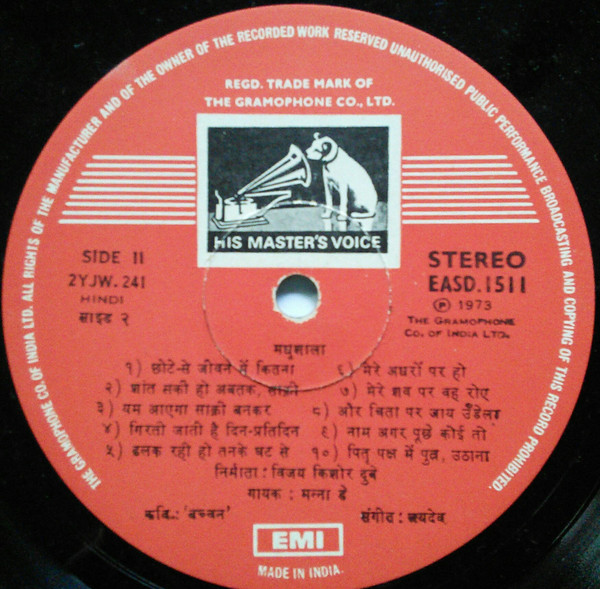 THE GRAMOPHONE CO. OF INDIA LTD. ALL RIGHTS OF THE MANUFACTURER AND OF THE OWNER OF THE RECORDED WORK RESERVED UNAUTHORISED PUBLIC PERFORMANCE BROADCASTING AND COPYING OF THIS RECORD PROHIBITED.
REGD. TRADE MARK OF
THE GRAMOPHONE CO., LTD.
HIS MASTER'S VOICE
SIDE II
2YJW. 241
HINDI
साइड २
STEREO
EASD. 1511
℗ 1973
THE GRAMOPHONE
CO. OF INDIA LTD.
मधुशाला
१) छोटे-से जीवन में कितना
२) शांत सकी हो अबतक, साक़ी
३) यम आएगा साक़ी बनकर
४) गिरती जाती है दिन-प्रतिदिन
५) ढलक रही हो तनके घट से
६) मेरे अधरों पर हो
७) मेरे शव पर वह रोए
८) और चिता पर जाय उँडेला
९) नाम अगर पूछे कोई तो
१०) पितृ पक्ष में पुत्र, उठाना
निर्माता : विजय किशोर दुबे
गायक : मन्ना डे
कवि : 'बच्चन'
संगीत : जयदेव
EMI
MADE IN INDIA.